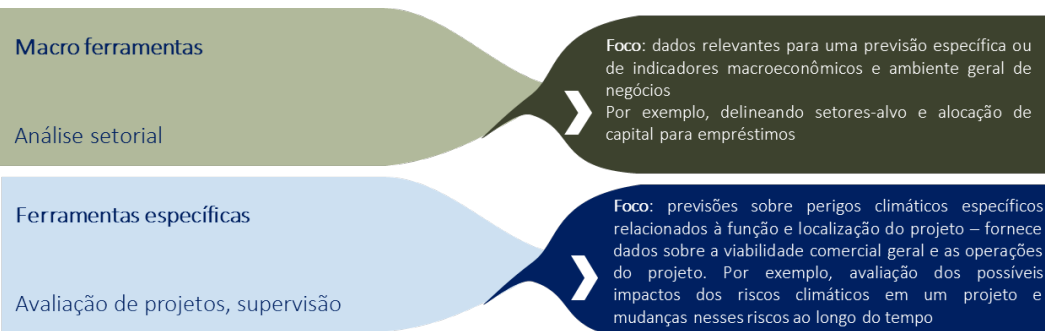 Macro ferramentas
Análise setorial
Foco: dados relevantes para uma previsão específica ou
de indicadores macroeconômicos e ambiente geral de
negócios
Por exemplo, delineando setores-alvo e alocação de
capital para empréstimos
Ferramentas específicas
Avaliação de projetos, supervisão
Foco: previsões sobre perigos climáticos específicos
relacionados à função e localização do projeto – fornece
dados sobre a viabilidade comercial geral e as operações
do projeto. Por exemplo, avaliação dos possíveis
impactos dos riscos climáticos em um projeto e
mudanças nesses riscos ao longo do tempo